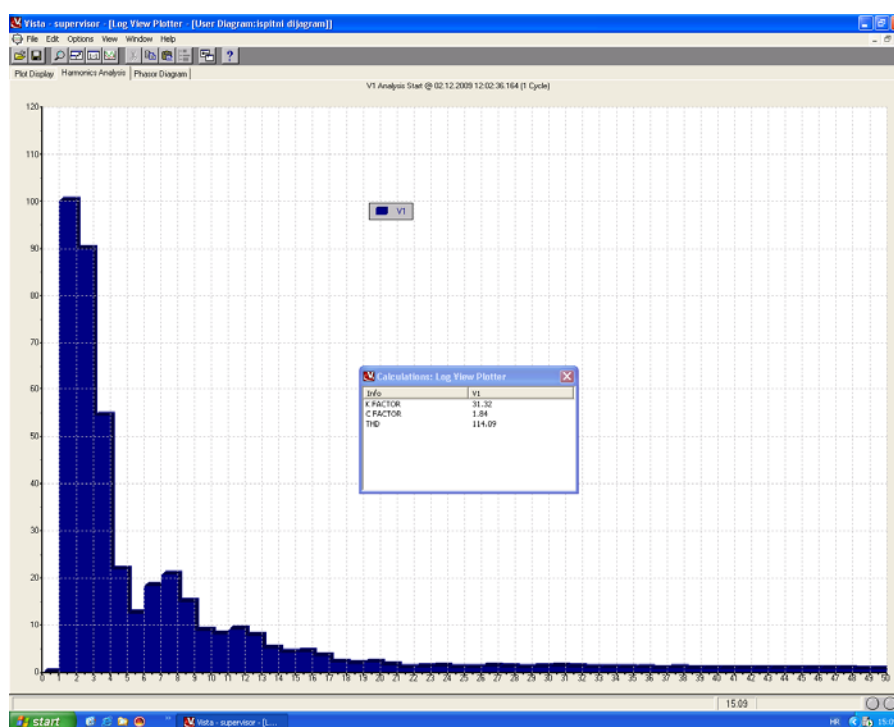 Vista - supervisor - [Log View Plotter - [User Diagram:ispitni dijagram]]
File Edit Options View Window Help
Plot Display Harmonics Analysis Phasor Diagram
V1 Analysis Start @ 02.12.2009 12:02:36.164 (1 Cycle)
120
110
100
V1
90
80
70
Calculations: Log View Plotter
Info V1
K FACTOR 31.32
C FACTOR 1.84
THD 114.09
60
50
40
30
20
10
0
0 1 2 3 4 5 6 7 8 9 10 11 12 13 14 15 16 17 18 19 20 21 22 23 24 25 26 27 28 29 30 31 32 33 34 35 36 37 38 39 40 41 42 43 44 45 46 47 48 49 50
15:09
start Vista - supervisor - [L... HR